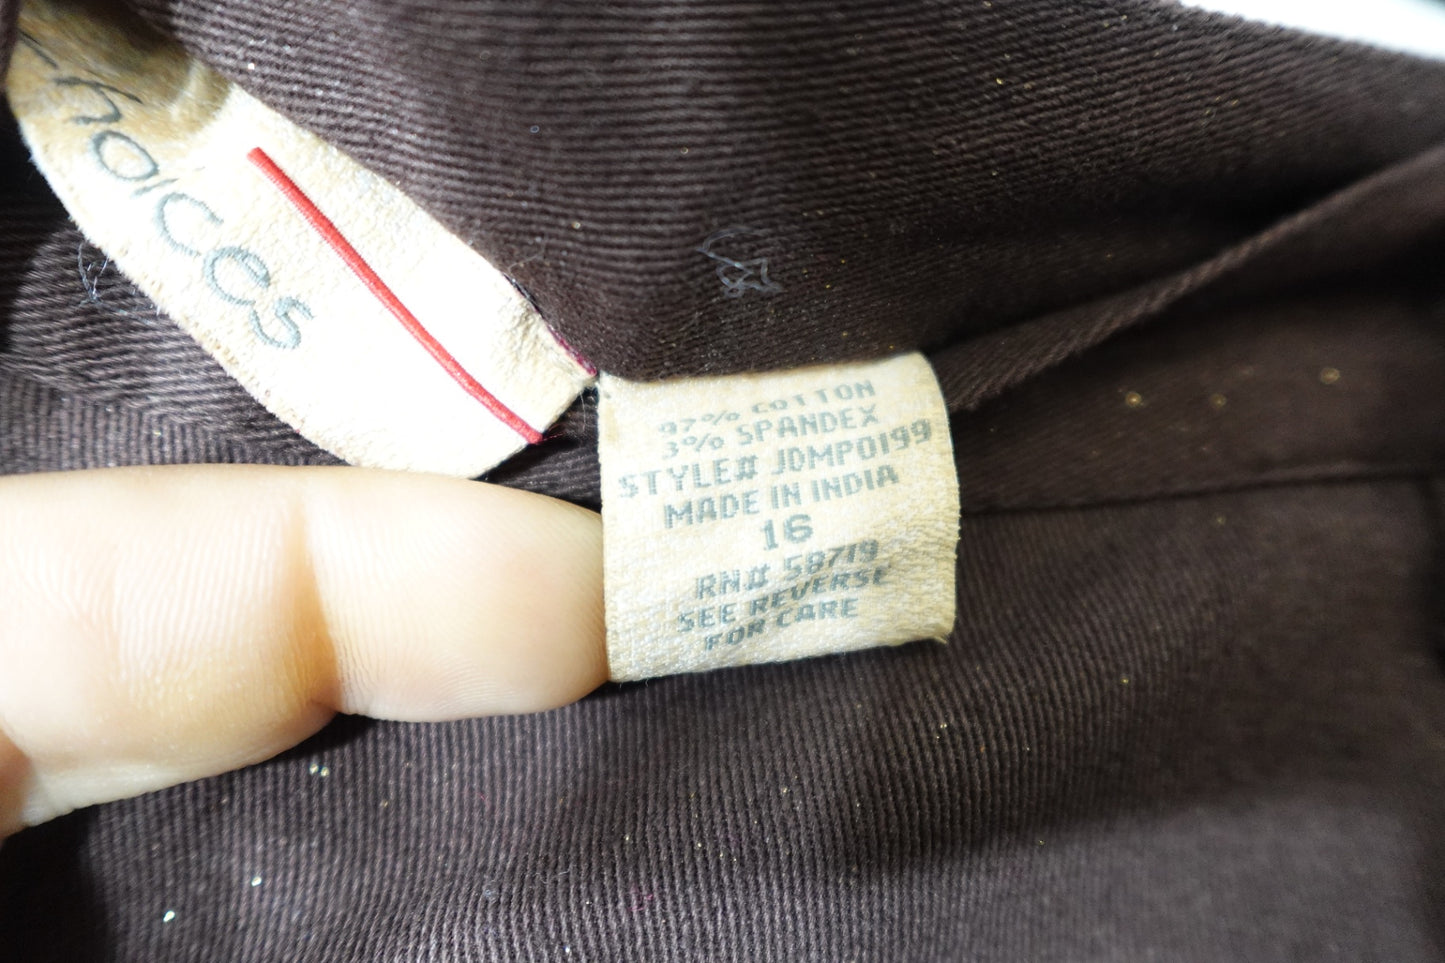 Choices
97% COTTON
3% SPANDEX
STYLE# JDMP0199
MADE IN INDIA
16
RN# 58719
SEE REVERSE
FOR CARE